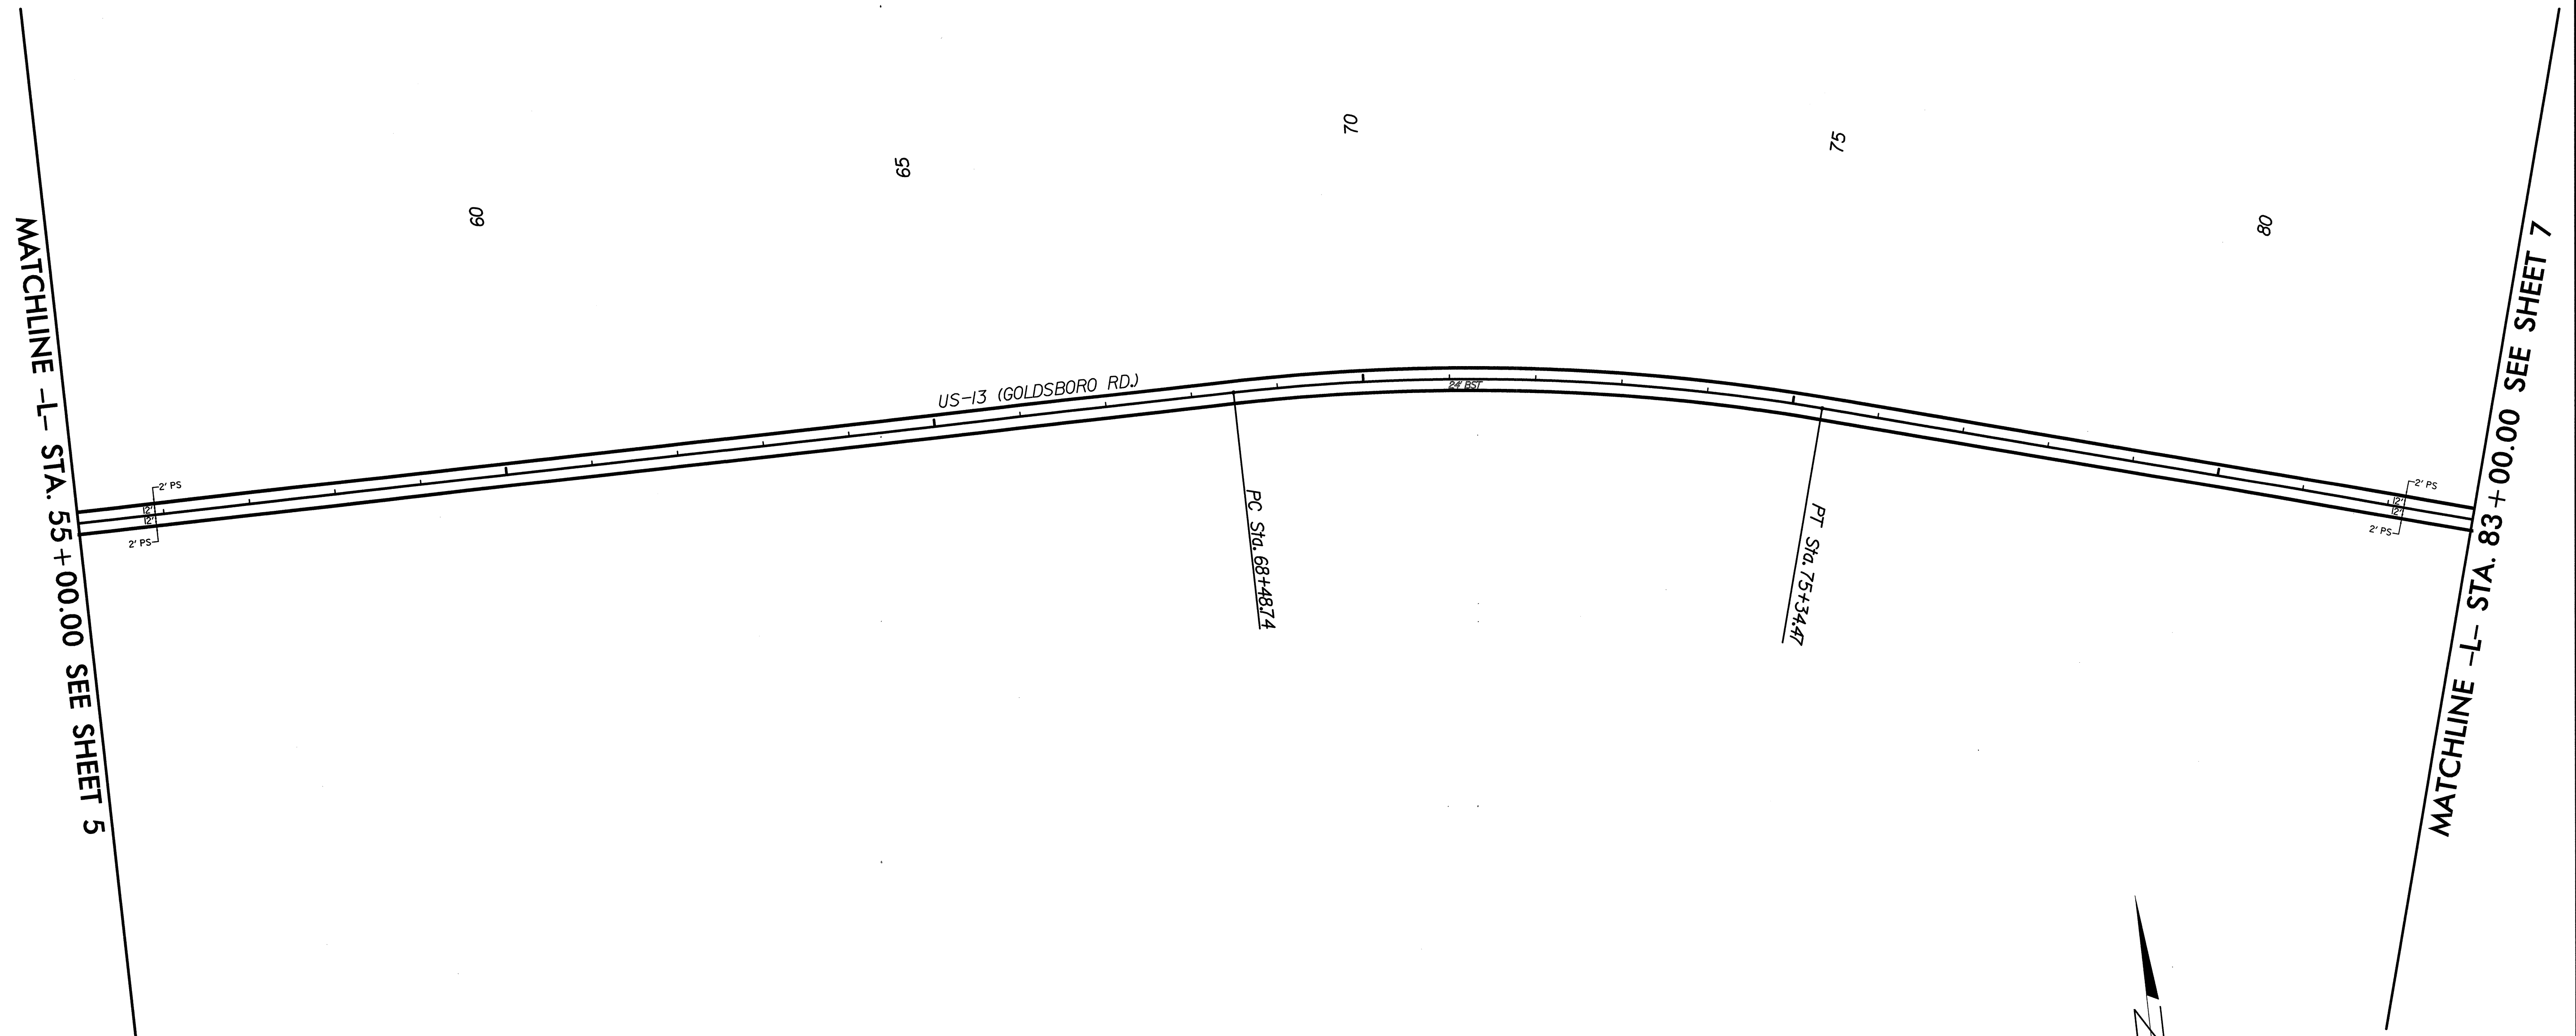 70
75
65
60
80
MATCHLINE -L- STA. 55+00.00 SEE SHEET 5
MATCHLINE -L- STA. 83+00.00 SEE SHEET 7
US-13 (GOLDSBORO RD.)
24' BST
2' PS
12'
12'
2' PS
2' PS
12'
12'
2' PS
PC Sta. 68+48.74
PT Sta. 75+34.47